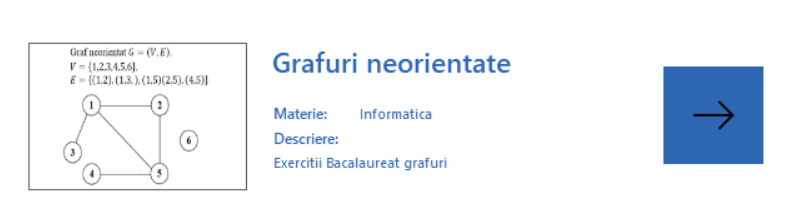 Graf neorientat G = (V,E).
V = {1,2,3,4,5,6},
E = {(1,2),(1,3,),(1,5)(2,5),(4,5)}
1
2
6
3
4
5
Grafuri neorientate
Materie: Informatica
Descriere:
Exercitii Bacalaureat grafuri